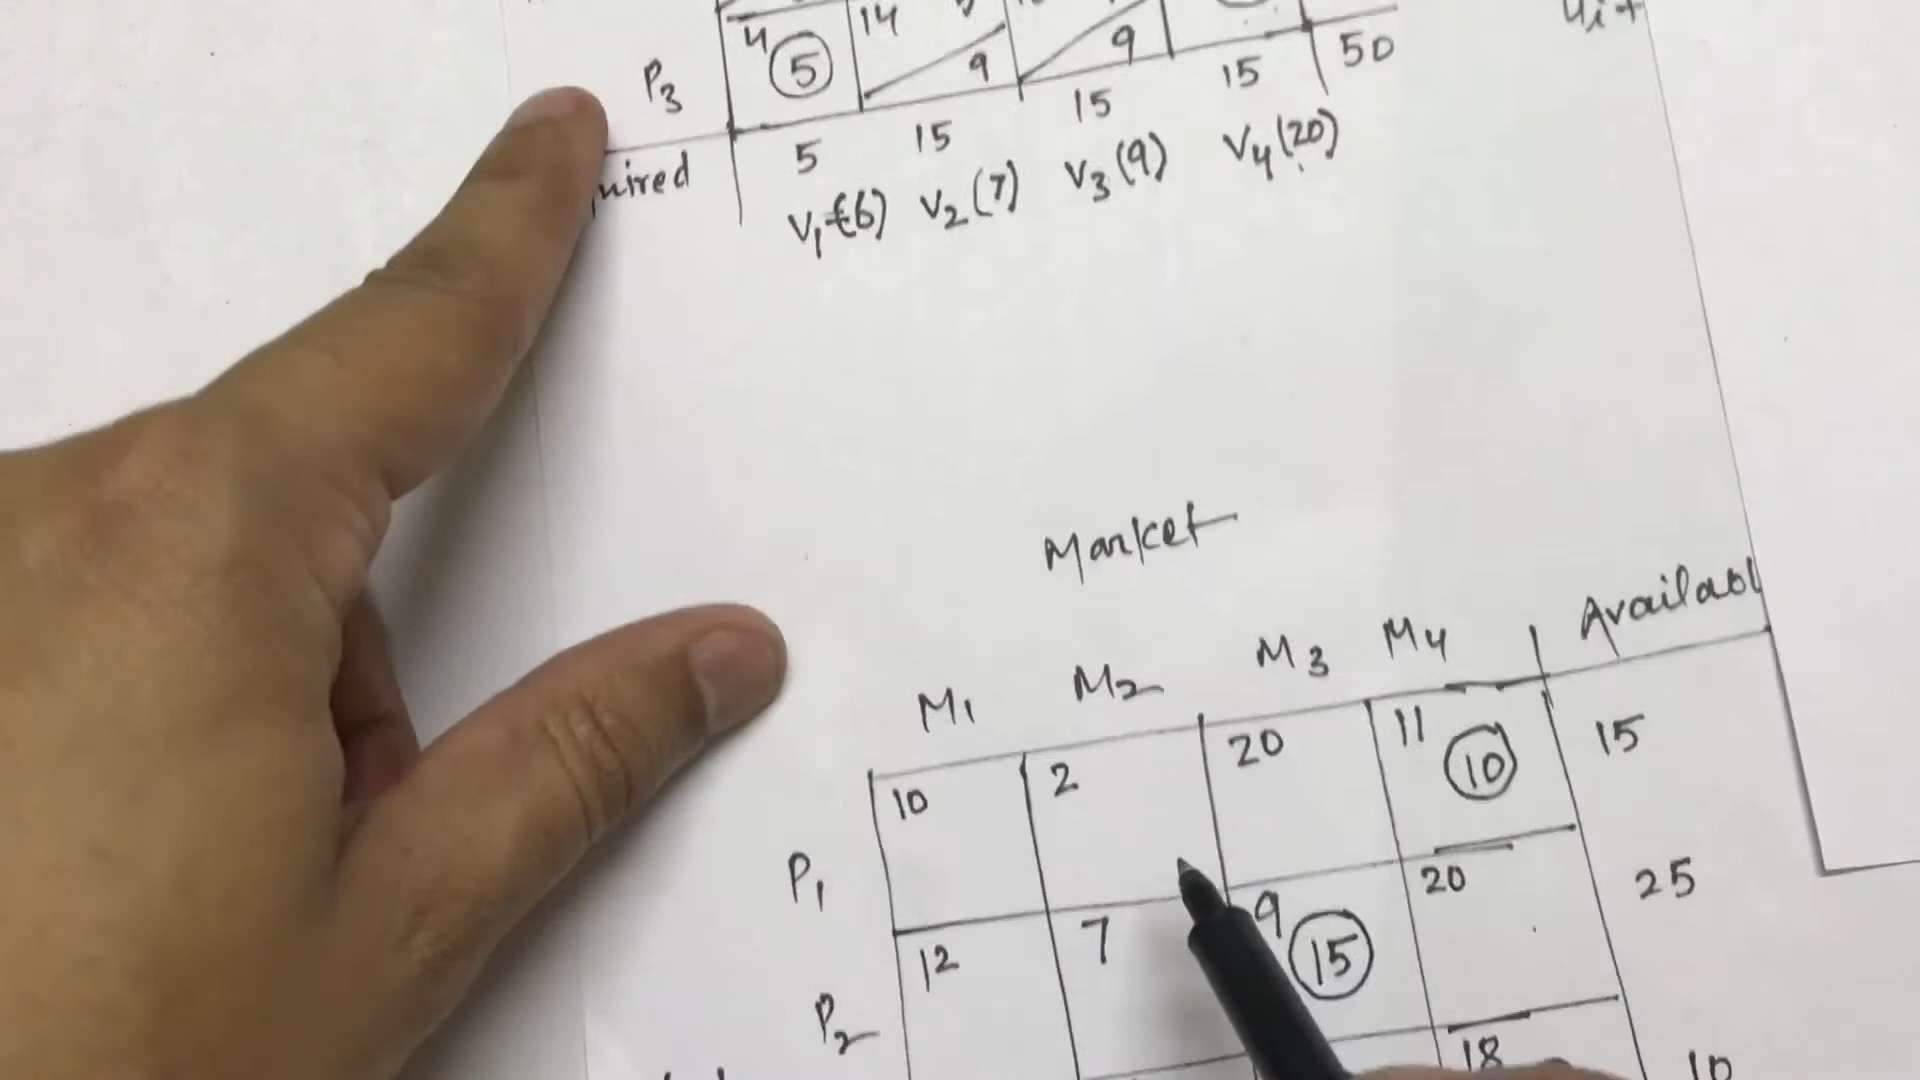 4 5 14 9 9 50
P3
15
15
5 15
quired
V1(-6) V2(7) V3(9) V4(20)
Market
M1 M2 M3 M4 Availabl
10 2 20 11 10 15
P1
12 7 9 15 20 25
P2
18 10